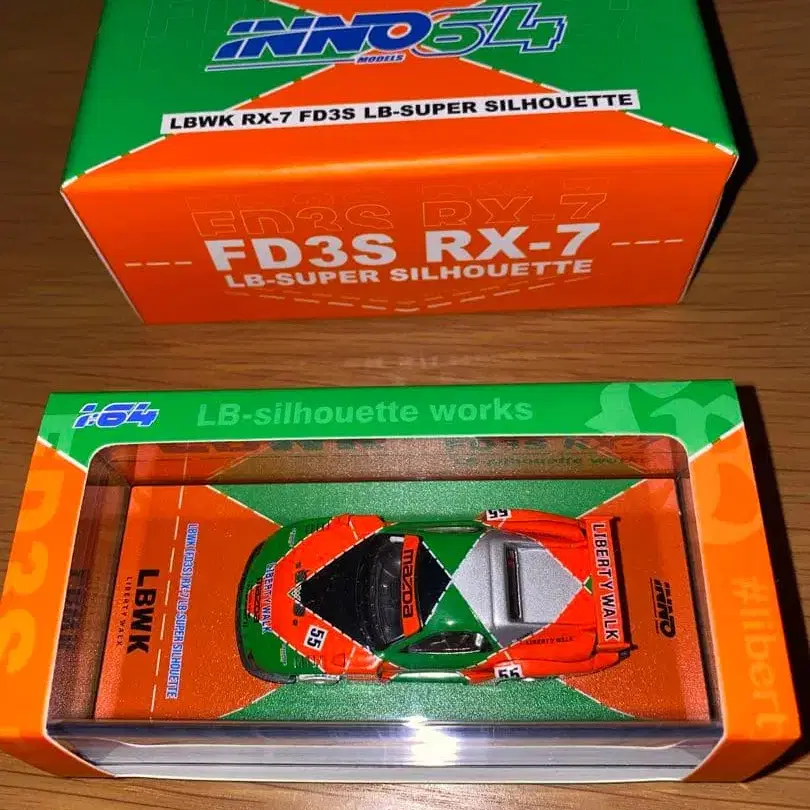 INNO64
MODELS
LBWK RX-7 FD3S LB-SUPER SILHOUETTE
FD3S RX-7
FD3S RX-7
LB-SUPER SILHOUETTE
1:64
LB-silhouette works
FD3S
LBWK
LIBERTY WALK
LBWK (FD3S) RX-7 LB-SUPER SILHOUETTE
LIBERTY WALK
55
mazda
55
55
LIBERTY WALK
INNO
#libert